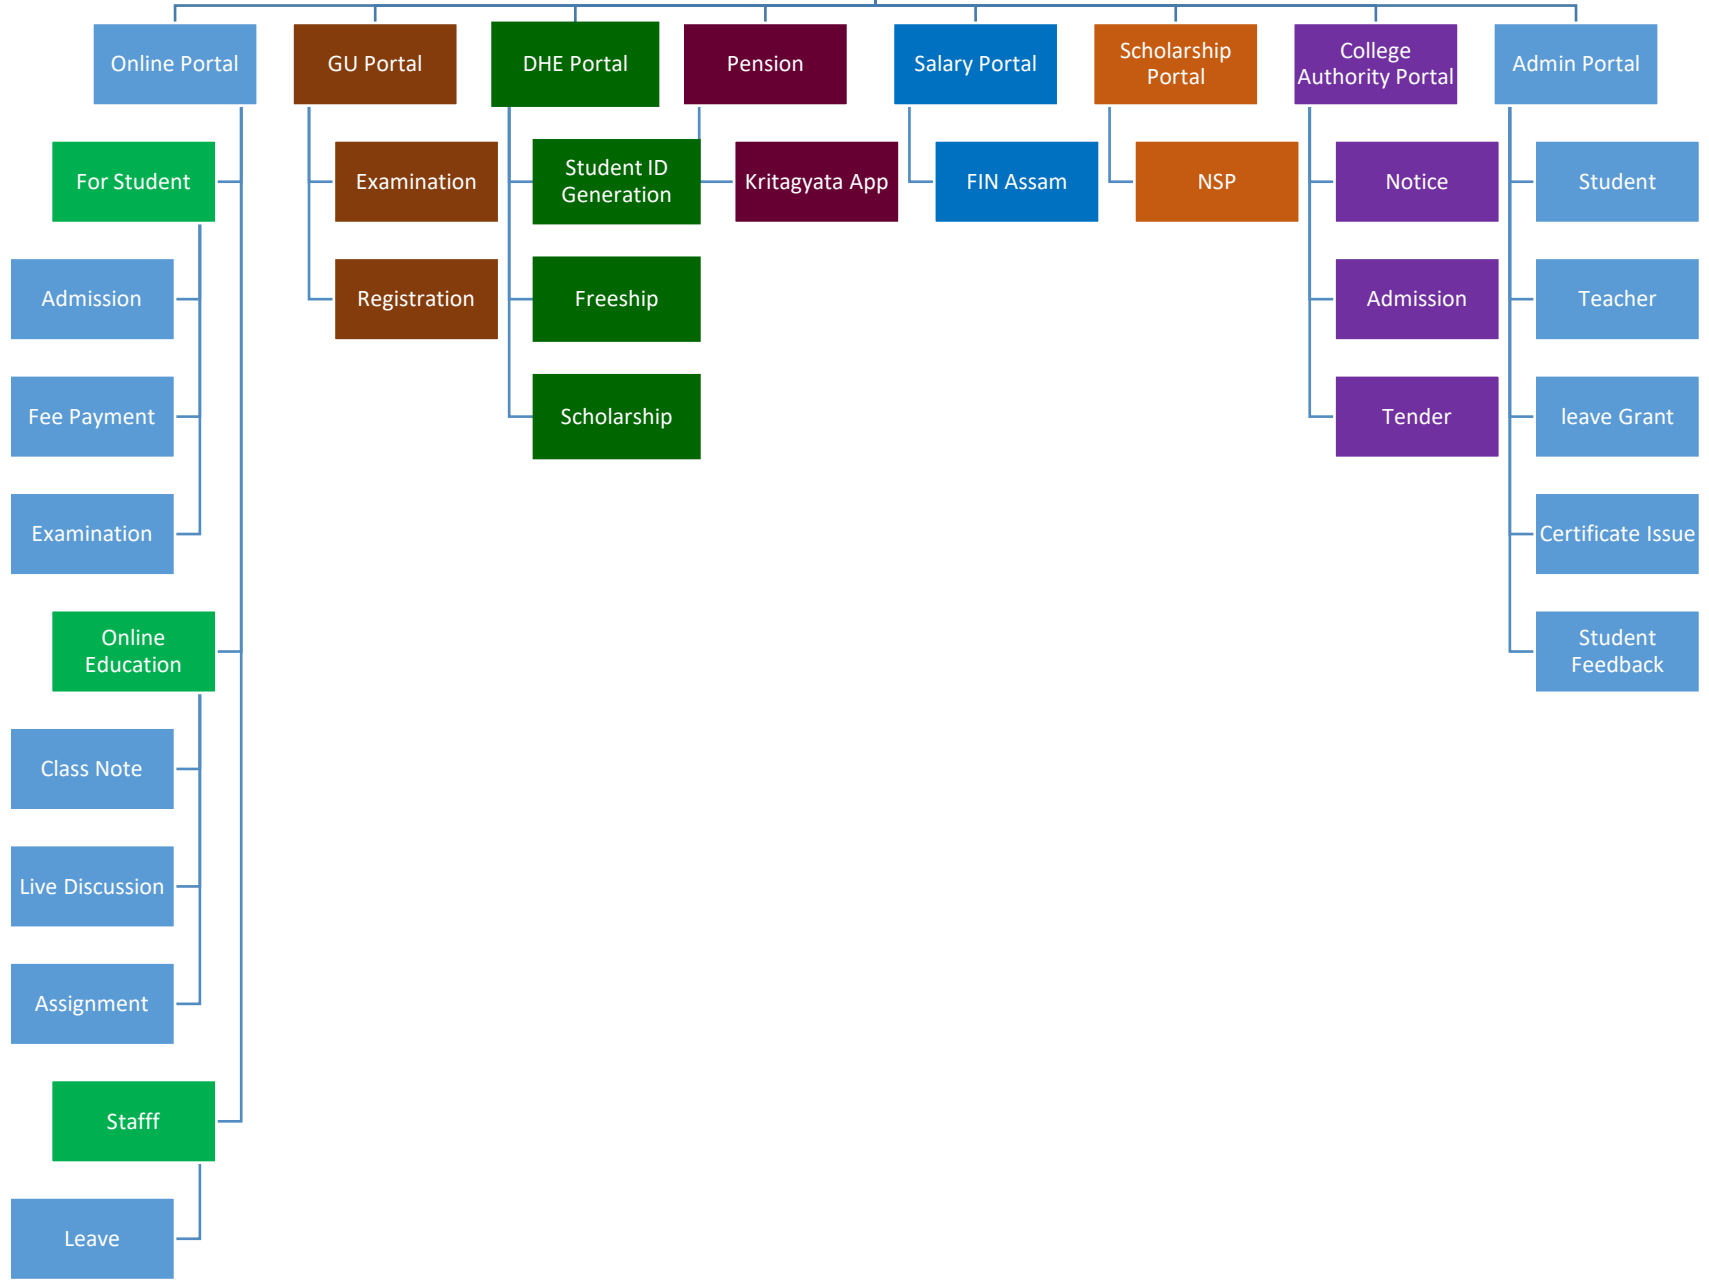 Online Portal
GU Portal
DHE Portal
Pension
Salary Portal
Scholarship
Portal
College
Authority Portal
Admin Portal
For Student
Examination
Student ID
Generation
Kritagyata App
FIN Assam
NSP
Notice
Student
Admission
Registration
Freeship
Admission
Teacher
Fee Payment
Scholarship
Tender
leave Grant
Examination
Certificate Issue
Online
Education
Student
Feedback
Class Note
Live Discussion
Assignment
Stafff
Leave